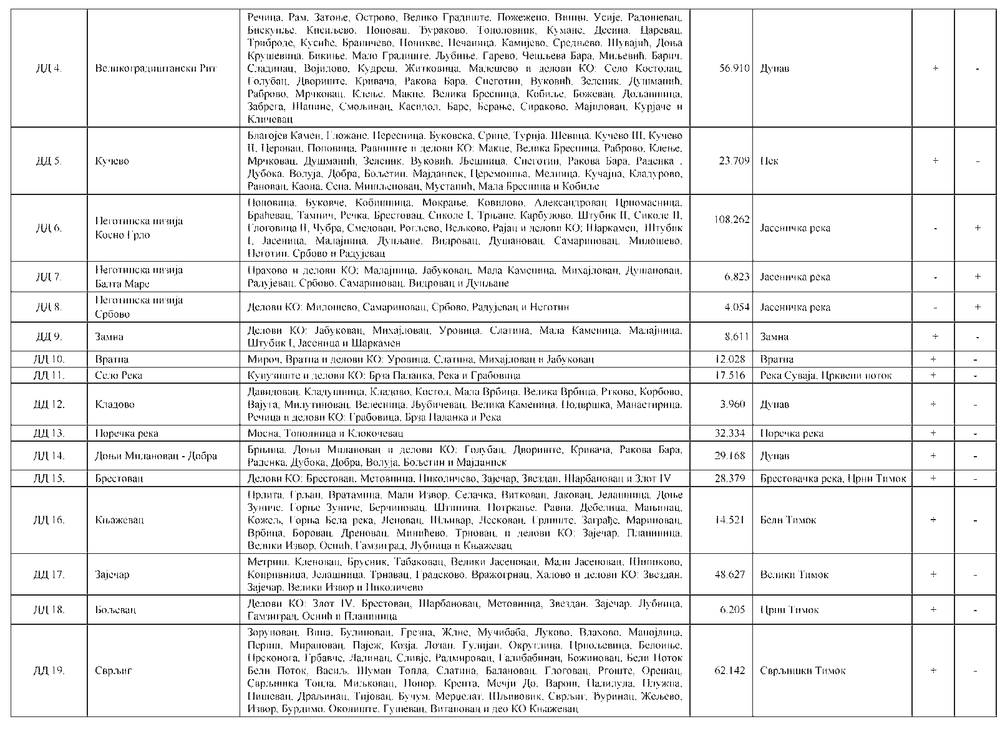 ДД 4.
Великоградиштански Рит
Речица, Рам, Затоње, Острово, Велико Градиште, Пожежено, Винци, Усије, Радошевац,
Бискупље, Кисиљево, Поповац, Ђураково, Тополовник, Кумане, Десина, Царевац,
Триброде, Кусиће, Браничево, Поникве, Печаница, Камијево, Средњево, Шувајић, Доња
Крушевица, Бикиње, Мало Градиште, Љубиње, Гарево, Чешљева Бара, Миљевић, Барич,
Сладинац, Војилово, Кудреш, Житковица, Малешево и делови КО: Село Костолац,
Голубац, Двориште, Кривача, Ракова Бара, Снеготин, Вуковић, Зеленик, Душманић,
Раброво, Мрчковац, Клење, Макце, Велика Бресница, Кобиље, Божевац, Дољашница,
Забрега, Шапине, Смољинац, Касидол, Баре, Берање, Сираково, Мајиловац, Курјаче и
Кличевац
56.910
Дунав
+
-
ДД 5.
Кучево
Благојев Камен, Гложане, Нересница, Буковска, Српце, Турија, Шевица, Кучево III, Кучево
II, Церовац, Поповица, Равниште и делови КО: Макце, Велика Бресница, Раброво, Клење,
Мрчковац, Душманић, Зеленик, Вуковић, Љешница, Снеготин, Ракова Бара, Раденка ,
Дубока, Волуја, Добра, Бољетин, Мајданпек, Церемошња, Мелница, Кучајна, Кладурово,
Рановац, Каона, Сена, Мишљеновац, Мустапић, Мала Бресница и Кобиље
23.709
Пек
+
-
ДД 6.
Неготинска низија
Косно Грло
Поповица, Буковче, Кобишница, Мокрање, Ковилово, Александровац Црномасница,
Браћевац, Тамнич, Речка, Брестовац, Сиколе I, Трњане, Карбулово, Штубик II, Сиколе II,
Глоговица II, Чубра, Смедовац, Рогљево, Вељково, Рајац и делови КО: Шаркамен, Штубик
I, Јасеница, Малајница, Дупљане, Видровац, Душановац, Самариновац, Милошево,
Неготин, Србово и Радујевац
108.262
Јасеничка река
-
+
ДД 7.
Неготинска низија
Балта Маре
Прахово и делови КО: Малајница, Јабуковац, Мала Каменица, Михајловац, Душановац,
Радујевац, Србово, Самариновац, Видровац и Дупљане
6.823
Јасеничка река
-
+
ДД 8.
Неготинска низија
Србово
Делови КО: Милошево, Самариновац, Србово, Радујевац и Неготин
4.054
Јасеничка река
-
+
ДД 9.
Замна
Делови КО: Јабуковац, Михајловац, Уровица, Слатина, Мала Каменица, Малајница,
Штубик I, Јасеница и Шаркамен
8.611
Замна
+
-
ДД 10.
Вратна
Мироч, Вратна и делови КО: Уровица, Слатина, Михајловац и Јабуковац
12.028
Вратна
+
-
ДД 11.
Село Река
Купузиште и делови КО: Брза Паланка, Река и Грабовица
17.516
Река Суваја, Црквени поток
+
-
ДД 12.
Кладово
Давидовац, Кладушница, Кладово, Костол, Мала Врбица, Велика Врбица, Ртково, Корбово,
Вајуга, Милутиновац, Велесница, Љубичевац, Велика Каменица, Подвршка, Манастирица,
Речица и делови КО: Грабовица, Брза Паланка и Река
3.960
Дунав
+
-
ДД 13.
Поречка река
Мосна, Тополница и Клокочевац
32.334
Поречка река
+
-
ДД 14.
Доњи Милановац - Добра
Брњица, Доњи Милановац и делови КО: Голубац, Двориште, Кривача, Ракова Бара,
Раденка, Дубока, Добра, Волуја, Бољетин и Мајданпек
29.168
Дунав
+
-
ДД 15.
Брестовац
Делови КО: Брестовац, Метовница, Николичево, Зајечар, Звездан, Шарбановац и Злот IV
28.379
Брестовачка река, Црни Тимок
+
-
ДД 16.
Књажевац
Прлита, Грљан, Вратарница, Мали Извор, Селачка, Витковац, Јаковац, Јелашница, Доње
Зуниче, Горње Зуниче, Берчиновац, Штипина, Потркање, Равна, Дебелица, Мањинац,
Кожељ, Горња Бела река, Леновац, Шљивар, Лесковац, Грлиште, Заграђе, Мариновац,
Врбица, Боровац, Дреновац, Минићево, Трновац, и делови КО: Зајечар, Планиница,
Велики Извор, Оснић, Гамзиград, Лубница и Књажевац
14.521
Бели Тимок
+
-
ДД 17.
Зајечар
Метриш, Кленовац, Брусник, Табаковац, Велики Јасеновац, Мали Јасеновац, Шипиково,
Копривница, Јелашница, Трнавац, Градсково, Вражогрнац, Халово и делови КО: Звездан,
Зајечар, Велики Извор и Николичево
48.627
Велики Тимок
+
-
ДД 18.
Бољевац
Делови КО: Злот IV, Брестовац, Шарбановац, Метовница, Звездан, Зајечар, Лубница,
Гамзиград, Оснић и Планиница
6.205
Црни Тимок
+
-
ДД 19.
Сврљиг
Зоруновац, Вина, Булиновац, Грезна, Жлне, Мучибаба, Луково, Влахово, Манојлица,
Периш, Мирановац, Пајеж, Козја, Лозан, Гулијан, Округлица, Црнољевица, Белоиње,
Преконога, Грбавче, Лалинац, Сливје, Радмировац, Галибабинац, Божиновац, Бели Поток
Бели Поток, Васиљ, Шуман Топла, Слатина, Балановац, Глоговац, Ргоште, Орешац,
Сврљишка Топла, Миљковац, Попор, Крента, Мечји До, Варош, Палилула, Плужна,
Нишевац, Драјинац, Тијовац, Бучум, Мерџелат, Шљивовик, Сврљиг, Ђуринац, Жељево,
Извор, Бурдимо, Околиште, Гушевац, Витановац и део КО Књажевац
62.142
Сврљишки Тимок
+
-